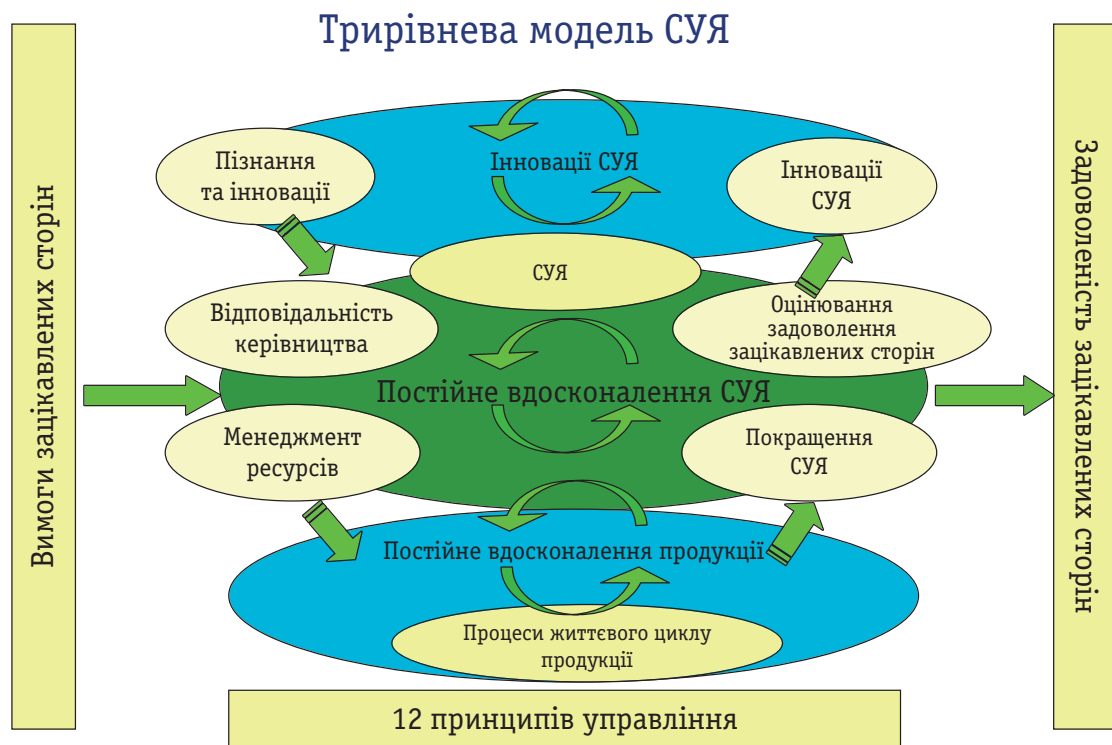 Трирівнева модель СУЯ
Вимоги зацікавлених сторін
Пізнання
та інновації
Інновації СУЯ
Інновації
СУЯ
СУЯ
Відповідальність
керівництва
Оцінювання
задоволення
зацікавлених сторін
Постійне вдосконалення СУЯ
Менеджмент
ресурсів
Покращення
СУЯ
Постійне вдосконалення продукції
Процеси життєвого циклу
продукції
12 принципів управління
Задоволеність зацікавлених сторін